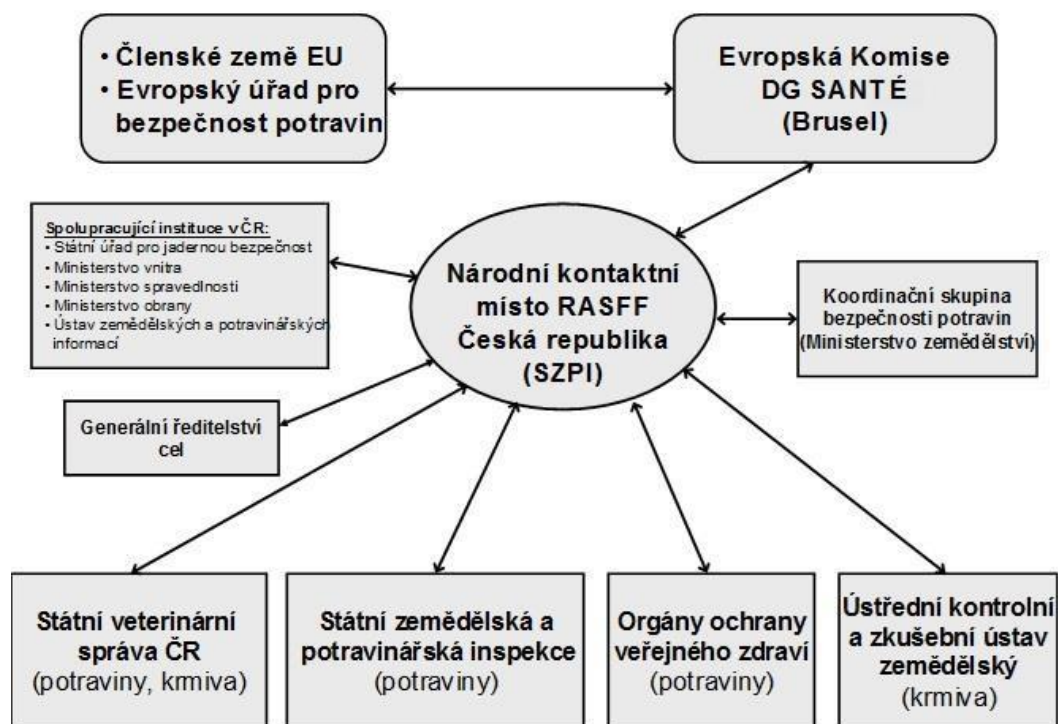 • Členské země EU
• Evropský úřad pro
bezpečnost potravin
Evropská Komise
DG SANTÉ
(Brusel)
Spolupracující instituce v ČR:
• Státní úřad pro jadernou bezpečnost
• Ministerstvo vnitra
• Ministerstvo spravedlnosti
• Ministerstvo obrany
• Ústav zemědělských a potravinářských
informací
Národní kontaktní
místo RASFF
Česká republika
(SZPI)
Koordinační skupina
bezpečnosti potravin
(Ministerstvo zemědělství)
Generální ředitelství
cel
Státní veterinární
správa ČR
(potraviny, krmiva)
Státní zemědělská a
potravinářská inspekce
(potraviny)
Orgány ochrany
veřejného zdraví
(potraviny)
Ústřední kontrolní
a zkušební ústav
zemědělský
(krmiva)